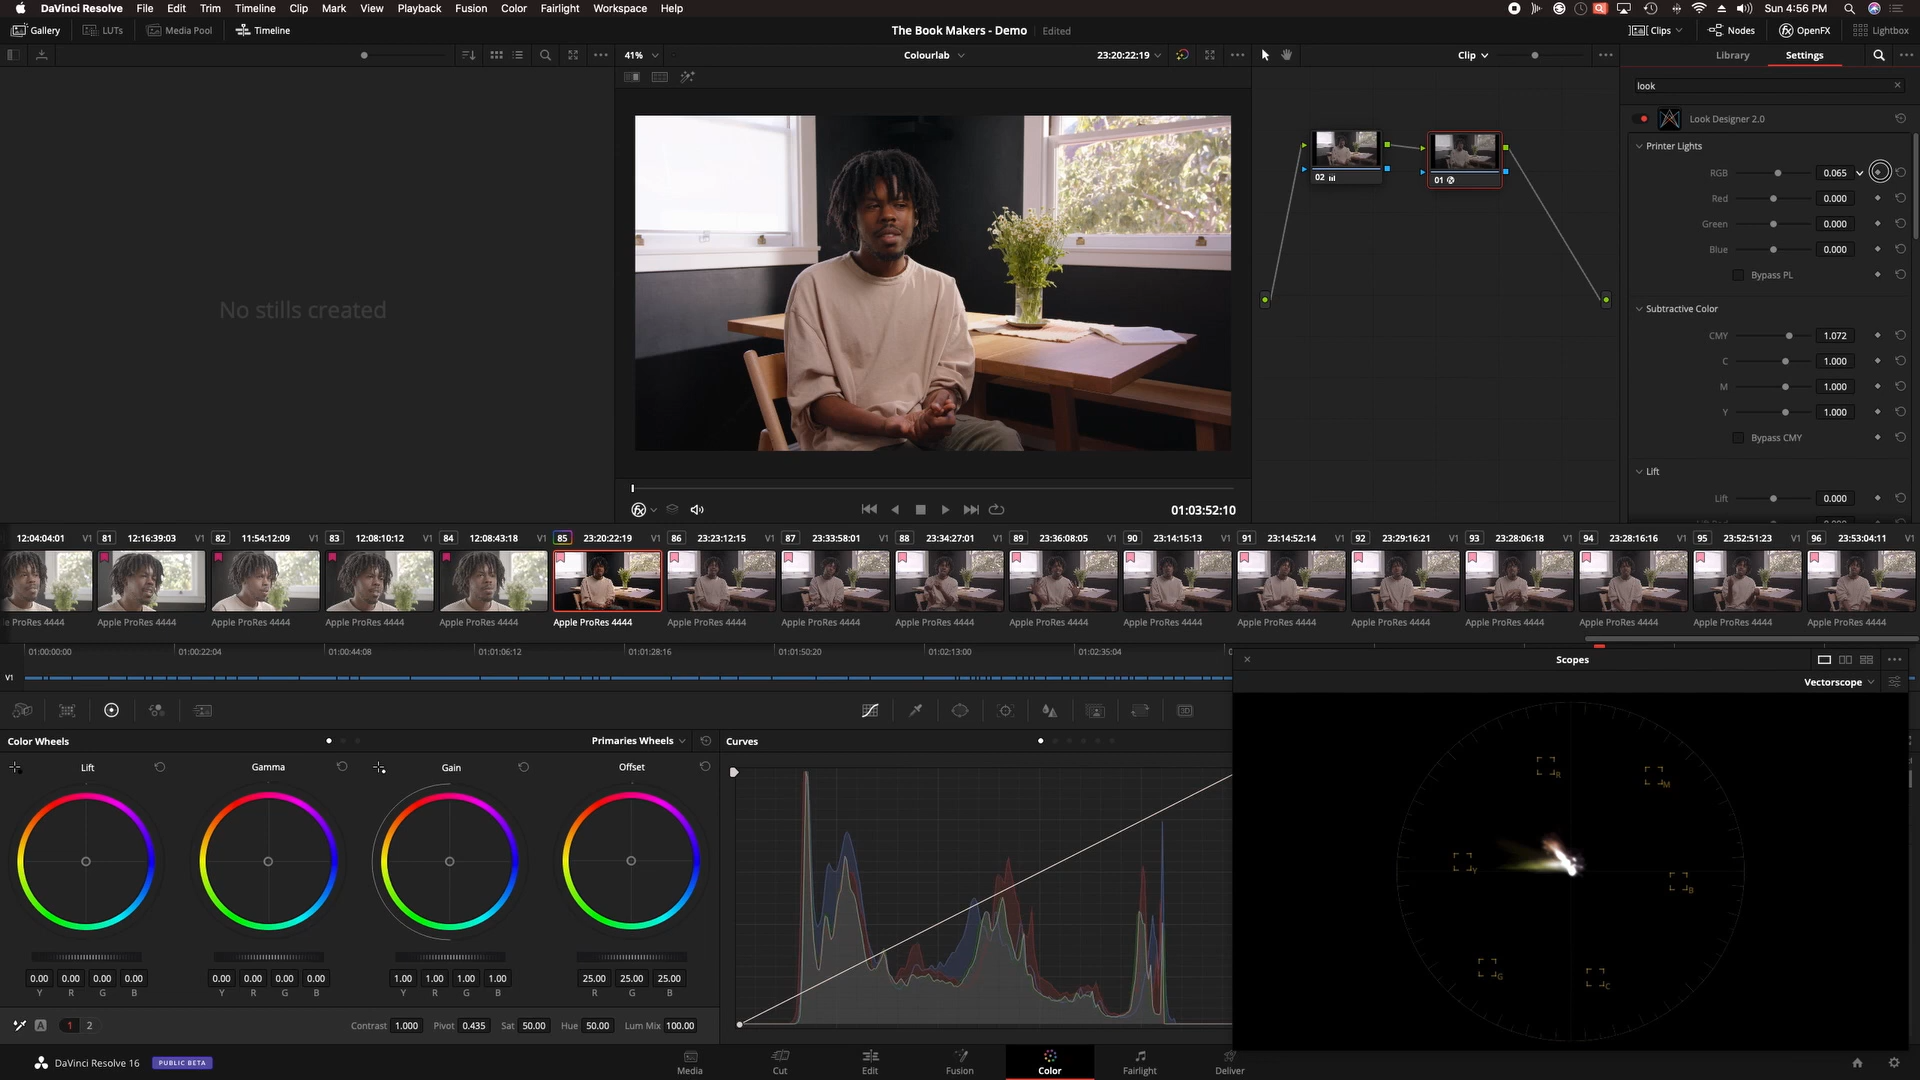 DaVinci Resolve File Edit Trim Timeline Clip Mark View Playback Fusion Color Fairlight Workspace Help Sun 4:56 PM
Gallery LUTs Media Pool Timeline The Book Makers - Demo Edited Clips Nodes OpenFX Lightbox
41% Colourlab 23:20:22:19 Clip Library Settings
look
Look Designer 2.0
Printer Lights
RGB 0.065
Red 0.000
Green 0.000
Blue 0.000
Bypass PL
Subtractive Color
CMY 1.072
C 1.000
M 1.000
Y 1.000
Bypass CMY
Lift
Lift 0.000
No stills created
02
01
01:03:52:10
12:04:04:01 V1 81 12:16:39:03 V1 82 11:54:12:09 V1 83 12:08:10:12 V1 84 12:08:43:18 V1 85 23:20:22:19 V1 86 23:23:12:15 V1 87 23:33:58:01 V1 88 23:34:27:01 V1 89 23:36:08:05 V1 90 23:14:15:13 V1 91 23:14:52:14 V1 92 23:29:16:21 V1 93 23:28:06:18 V1 94 23:28:16:16 V1 95 23:52:51:23 V1 96 23:53:04:11 V1
le ProRes 4444 Apple ProRes 4444 Apple ProRes 4444 Apple ProRes 4444 Apple ProRes 4444 Apple ProRes 4444 Apple ProRes 4444 Apple ProRes 4444 Apple ProRes 4444 Apple ProRes 4444 Apple ProRes 4444 Apple ProRes 4444 Apple ProRes 4444 Apple ProRes 4444 Apple ProRes 4444 Apple ProRes 4444 Apple ProRes 4444
01:00:00:00 01:00:22:04 01:00:44:08 01:01:06:12 01:01:28:16 01:01:50:20 01:02:13:00 01:02:35:04
V1
Scopes
Vectorscope
R M Y B G C
Color Wheels Primaries Wheels Curves
Lift Gamma Gain Offset
0.00 0.00 0.00 0.00 0.00 0.00 0.00 0.00 1.00 1.00 1.00 1.00 25.00 25.00 25.00
Y R G B Y R G B Y R G B R G B
A 1 2 Contrast 1.000 Pivot 0.435 Sat 50.00 Hue 50.00 Lum Mix 100.00
DaVinci Resolve 16 PUBLIC BETA Media Cut Edit Fusion Color Fairlight Deliver